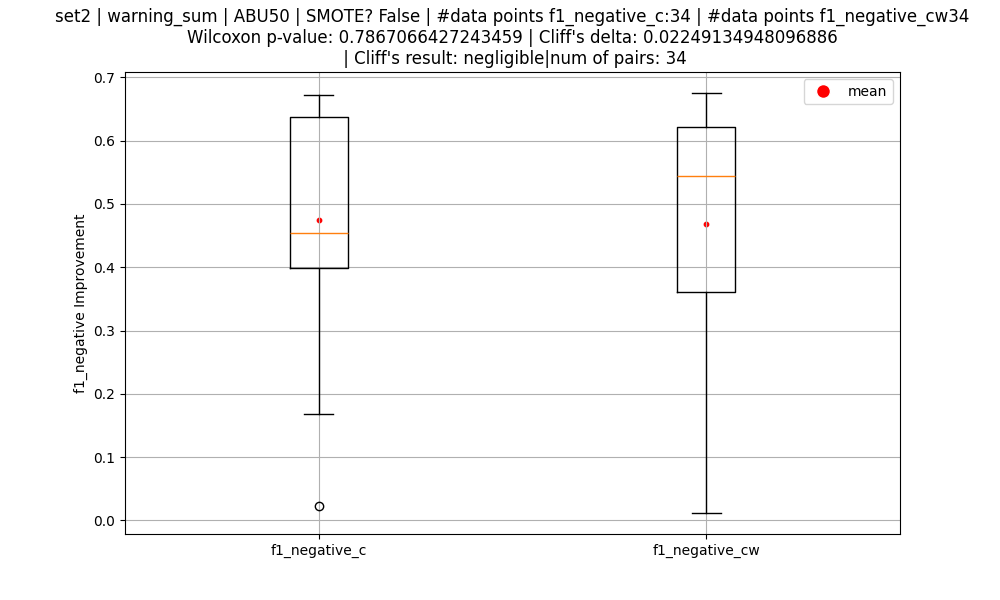 set2 | warning_sum | ABU50 | SMOTE? False | #data points f1_negative_c:34 | #data points f1_negative_cw34
Wilcoxon p-value: 0.7867066427243459 | Cliff's delta: 0.02249134948096886
| Cliff's result: negligible|num of pairs: 34
mean
f1_negative Improvement
0.7
0.6
0.5
0.4
0.3
0.2
0.1
0.0
f1_negative_c
f1_negative_cw